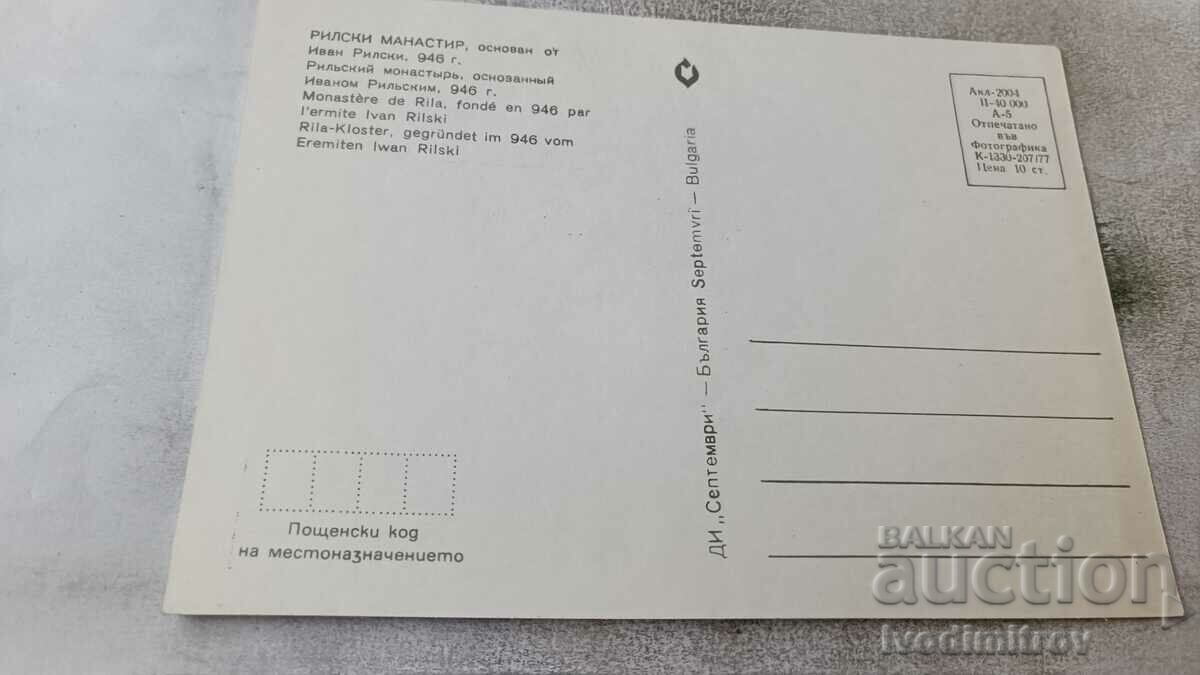 РИЛСКИ МАНАСТИР, основан от
Иван Рилски, 946 г.
Рильский монастырь, основанный
Иваном Рильским, 946 г.
Monastère de Rila, fondé en 946 par
l'ermite Ivan Rilski
Rila-Kloster, gegründet im 946 vom
Eremiten Iwan Rilski
Пощенски код
на местоназначението
ДИ „Септември" — България Septemvri — Bulgaria
Акл-2004
П-40 000
А-5
Отпечатано
във
Фотографика
К-1330-207/77
Цена 10 ст.
BALKAN
auction
ivodimitrov